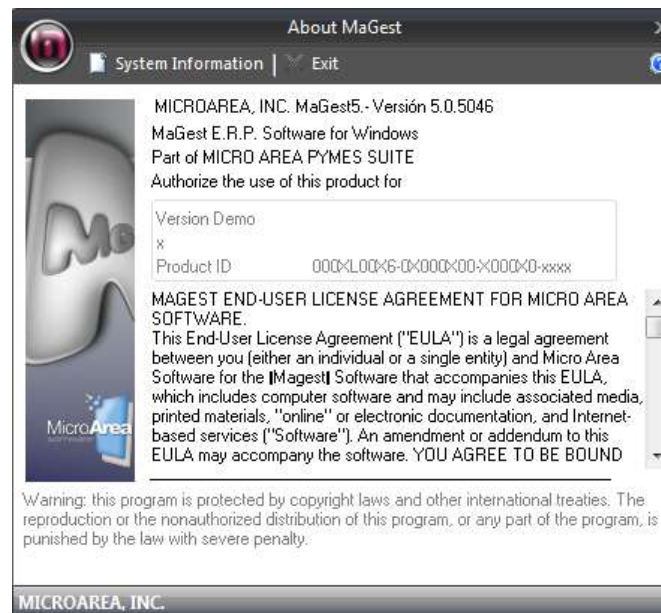 About MaGest
System Information | Exit
MICROAREA, INC. MaGest5.- Versión 5.0.5046
MaGest E.R.P. Software for Windows
Part of MICRO AREA PYMES SUITE
Authorize the use of this product for
Version Demo
x
Product ID 000XL00X6-0X000X00-X000X0-xxxx
MAGEST END-USER LICENSE AGREEMENT FOR MICRO AREA
SOFTWARE.
This End-User License Agreement ("EULA") is a legal agreement
between you (either an individual or a single entity) and Micro Area
Software for the |Magest| Software that accompanies this EULA,
which includes computer software and may include associated media,
printed materials, "online" or electronic documentation, and Internet-
based services ("Software"). An amendment or addendum to this
EULA may accompany the software. YOU AGREE TO BE BOUND
MaG
MicroArea
SOFTWARE
Warning: this program is protected by copyright laws and other international treaties. The
reproduction or the nonauthorized distribution of this program, or any part of the program, is
punished by the law with severe penalty.
MICROAREA, INC.